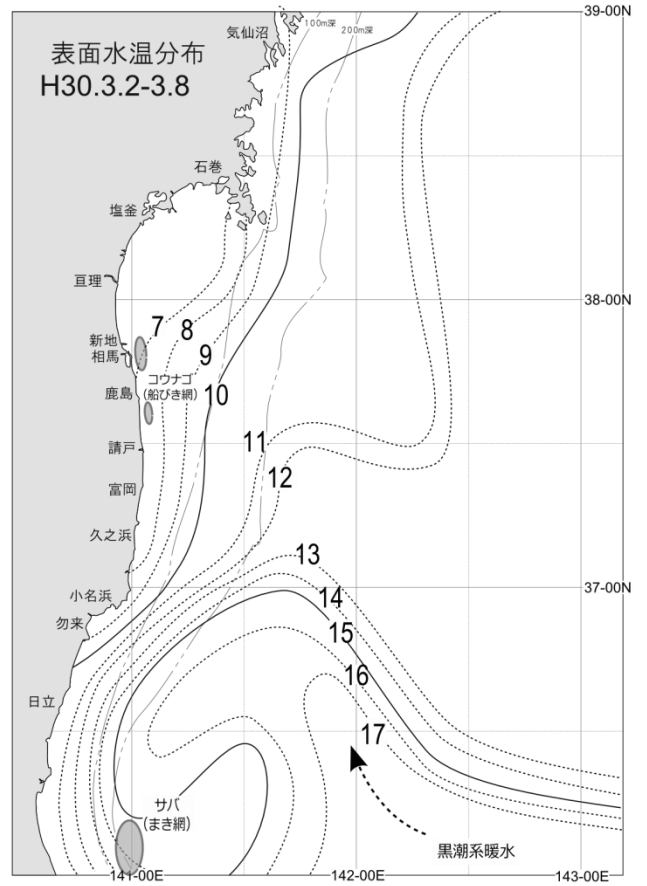 39-00N
気仙沼
100m深
200m深
表面水温分布
H30.3.2-3.8
石巻
塩釜
亘理
38-00N
7
8
9
新地
相馬
コウナゴ
(船びき網)
鹿島
10
11
請戸
12
富岡
久之浜
13
37-00N
小名浜
14
勿来
15
16
日立
17
サバ
(まき網)
黒潮系暖水
141-00E
142-00E
143-00E